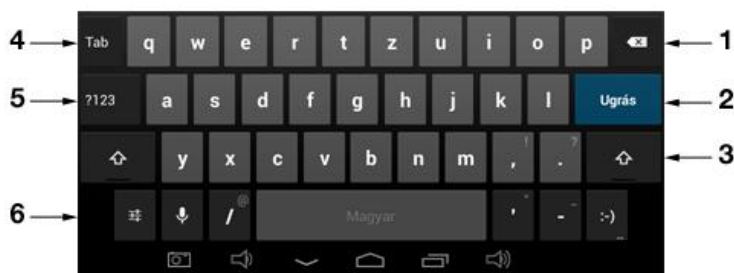 4 Tab q w e r t z u i o p 1
5 ?123 a s d f g h j k l Ugrás 2
y x c v b n m , ! . ? 3
6 / @ Magyar ' " - _ :-)